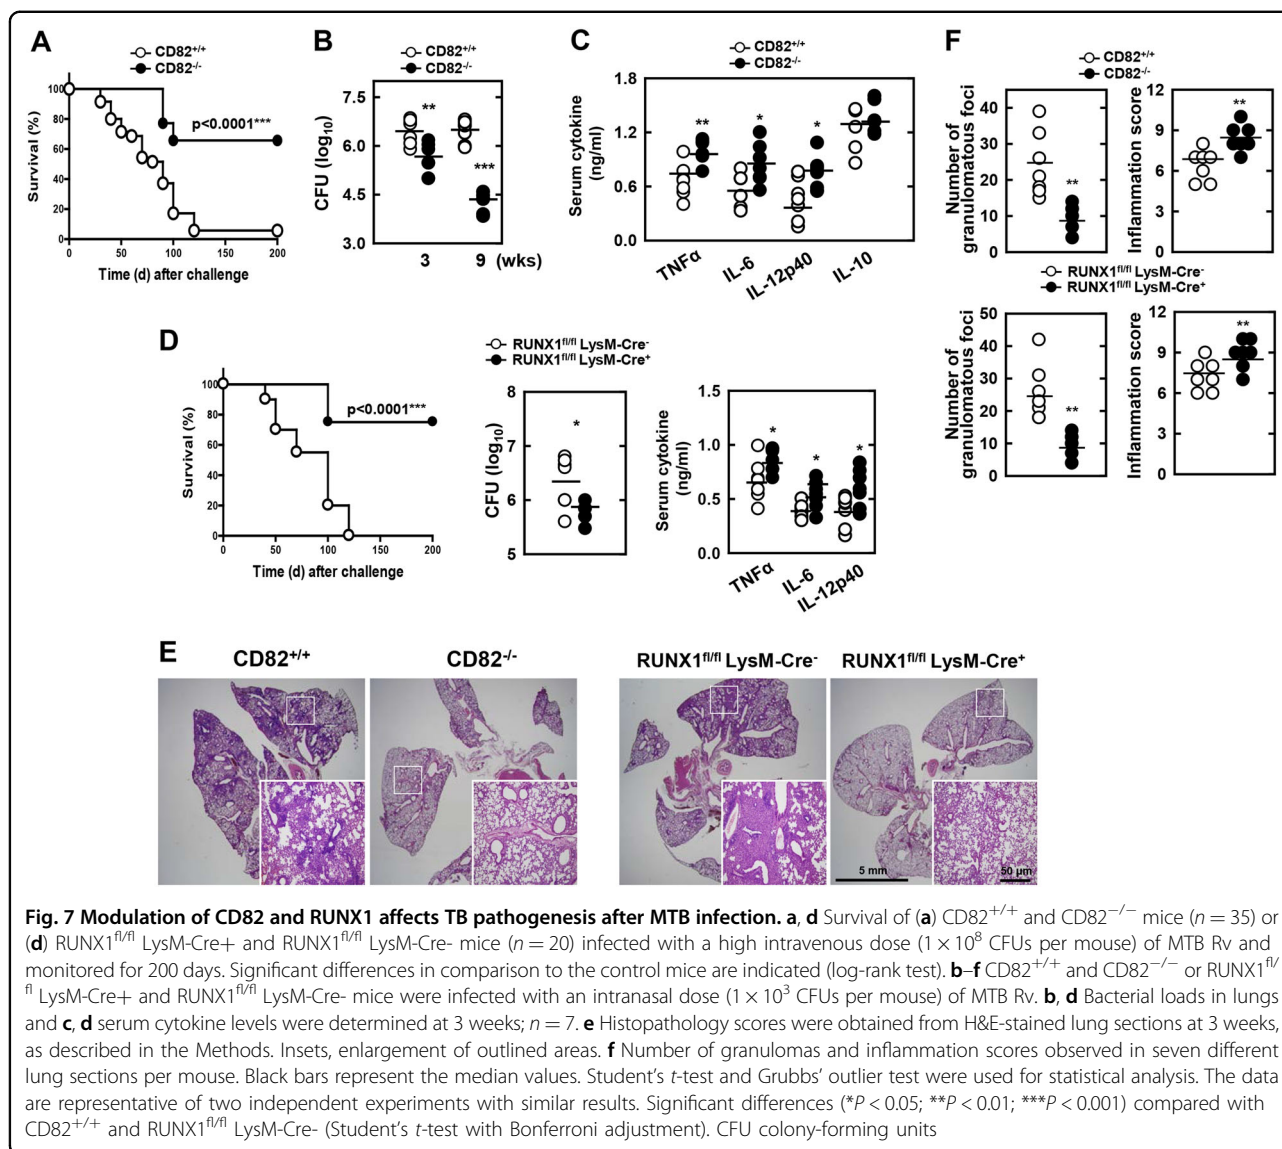 A
CD82+/+
CD82-/-
Survival (%)
100
80
60
40
20
0
p<0.0001***
0 50 100 150 200
Time (d) after challenge
B
CD82+/+
CD82-/-
CFU (log10)
7.5
6.0
4.5
3.0
**
***
3 9 (wks)
C
CD82+/+
CD82-/-
Serum cytokine
(ng/ml)
1.8
1.2
0.6
0.0
** * *
TNFα IL-6 IL-12p40 IL-10
F
CD82+/+
CD82-/-
Number of
granulomatous foci
40
30
20
10
0
**
Inflammation score
12
9
6
3
0
**
RUNX1fl/fl LysM-Cre-
RUNX1fl/fl LysM-Cre+
Number of
granulomatous foci
50
40
30
20
10
0
**
Inflammation score
12
9
6
3
0
**
D
Survival (%)
100
80
60
40
20
0
p<0.0001***
0 50 100 150 200
Time (d) after challenge
RUNX1fl/fl LysM-Cre-
RUNX1fl/fl LysM-Cre+
CFU (log10)
8
7
6
5
*
Serum cytokine
(ng/ml)
1.5
1.0
0.5
0.0
* * *
TNFα IL-6 IL-12p40
E
CD82+/+ CD82-/- RUNX1fl/fl LysM-Cre- RUNX1fl/fl LysM-Cre+
5 mm 50 µm
Fig. 7 Modulation of CD82 and RUNX1 affects TB pathogenesis after MTB infection. a, d Survival of (a) CD82+/+ and CD82−/− mice (n = 35) or
(d) RUNX1fl/fl LysM-Cre+ and RUNX1fl/fl LysM-Cre- mice (n = 20) infected with a high intravenous dose (1 × 10⁸ CFUs per mouse) of MTB Rv and
monitored for 200 days. Significant differences in comparison to the control mice are indicated (log-rank test). b–f CD82+/+ and CD82−/− or RUNX1fl/
fl LysM-Cre+ and RUNX1fl/fl LysM-Cre- mice were infected with an intranasal dose (1 × 10³ CFUs per mouse) of MTB Rv. b, d Bacterial loads in lungs
and c, d serum cytokine levels were determined at 3 weeks; n = 7. e Histopathology scores were obtained from H&E-stained lung sections at 3 weeks,
as described in the Methods. Insets, enlargement of outlined areas. f Number of granulomas and inflammation scores observed in seven different
lung sections per mouse. Black bars represent the median values. Student's t-test and Grubbs' outlier test were used for statistical analysis. The data
are representative of two independent experiments with similar results. Significant differences (*P < 0.05; **P < 0.01; ***P < 0.001) compared with
CD82+/+ and RUNX1fl/fl LysM-Cre- (Student's t-test with Bonferroni adjustment). CFU colony-forming units